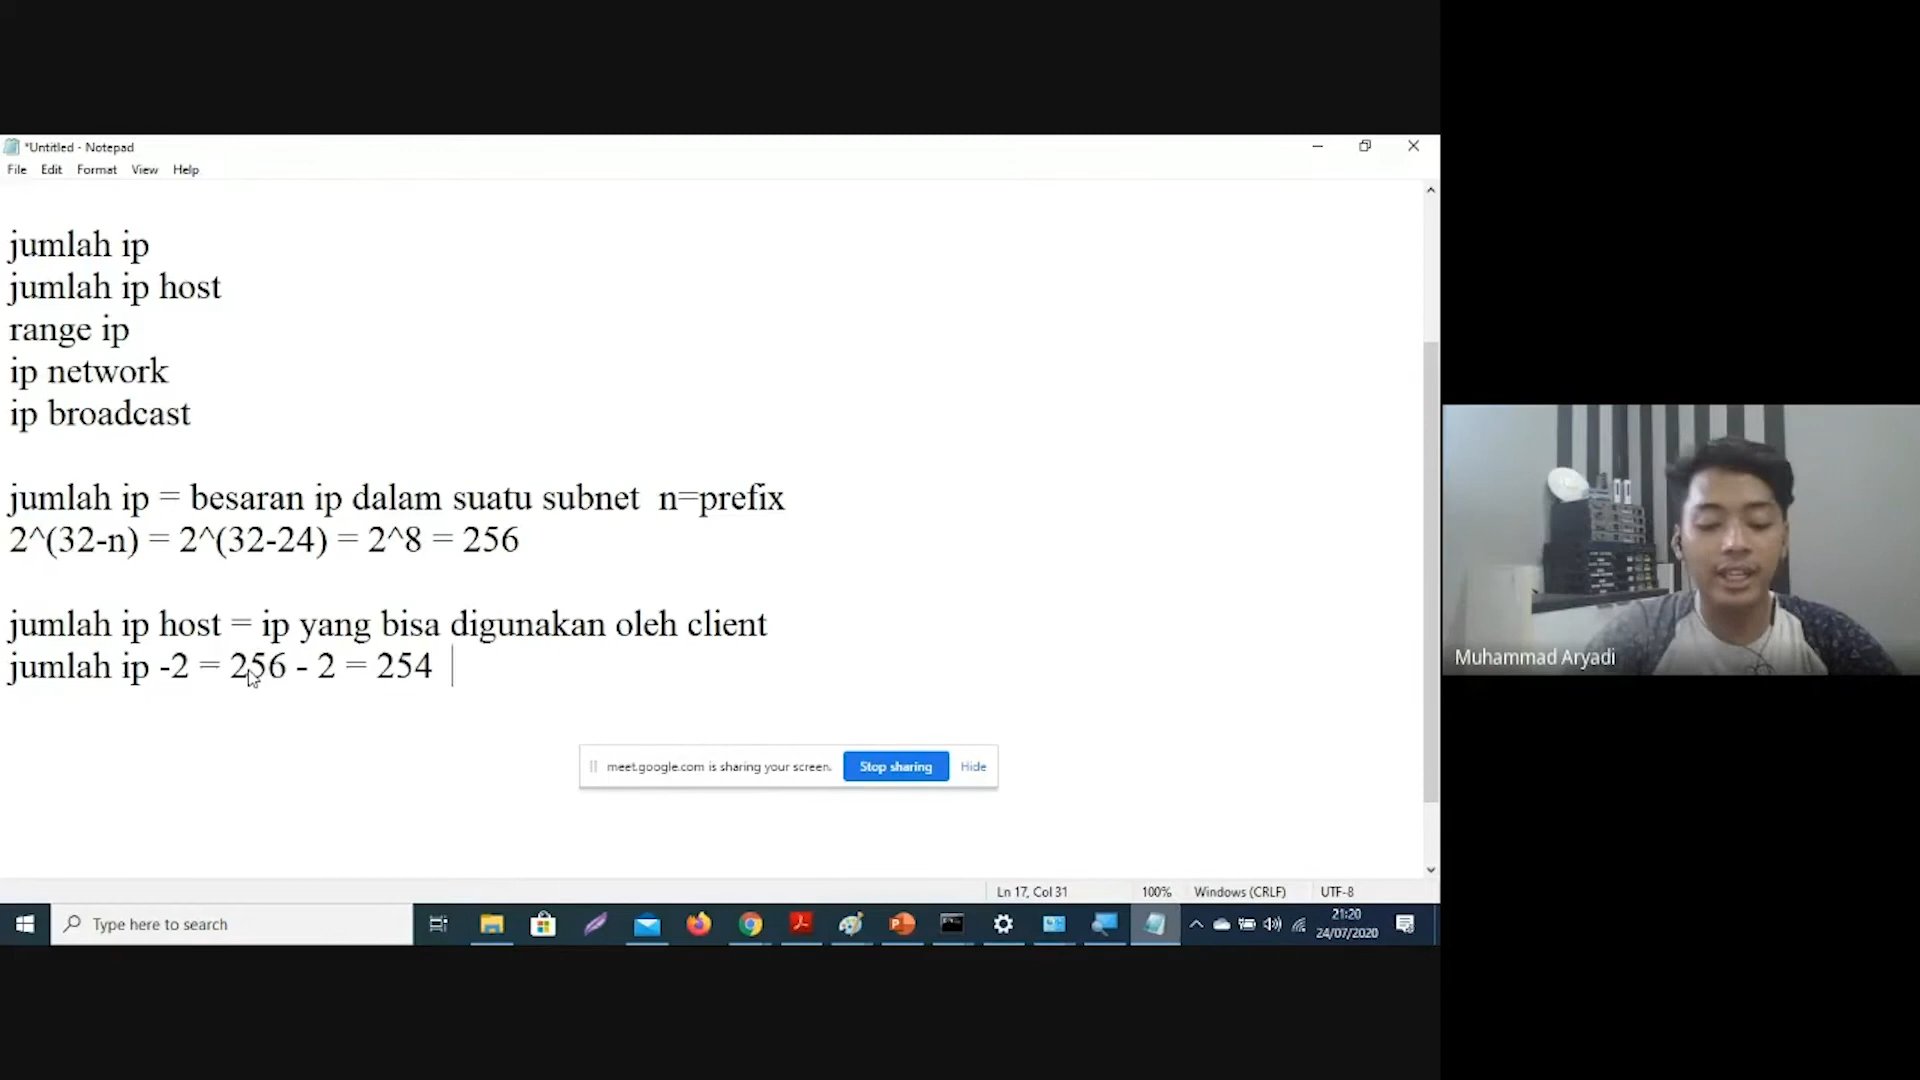 *Untitled - Notepad
File Edit Format View Help
jumlah ip
jumlah ip host
range ip
ip network
ip broadcast
jumlah ip = besaran ip dalam suatu subnet  n=prefix
2^(32-n) = 2^(32-24) = 2^8 = 256
jumlah ip host = ip yang bisa digunakan oleh client
jumlah ip -2 = 256 - 2 = 254
meet.google.com is sharing your screen. Stop sharing Hide
Muhammad Aryadi
Ln 17, Col 31 100% Windows (CRLF) UTF-8
Type here to search
21:20
24/07/2020